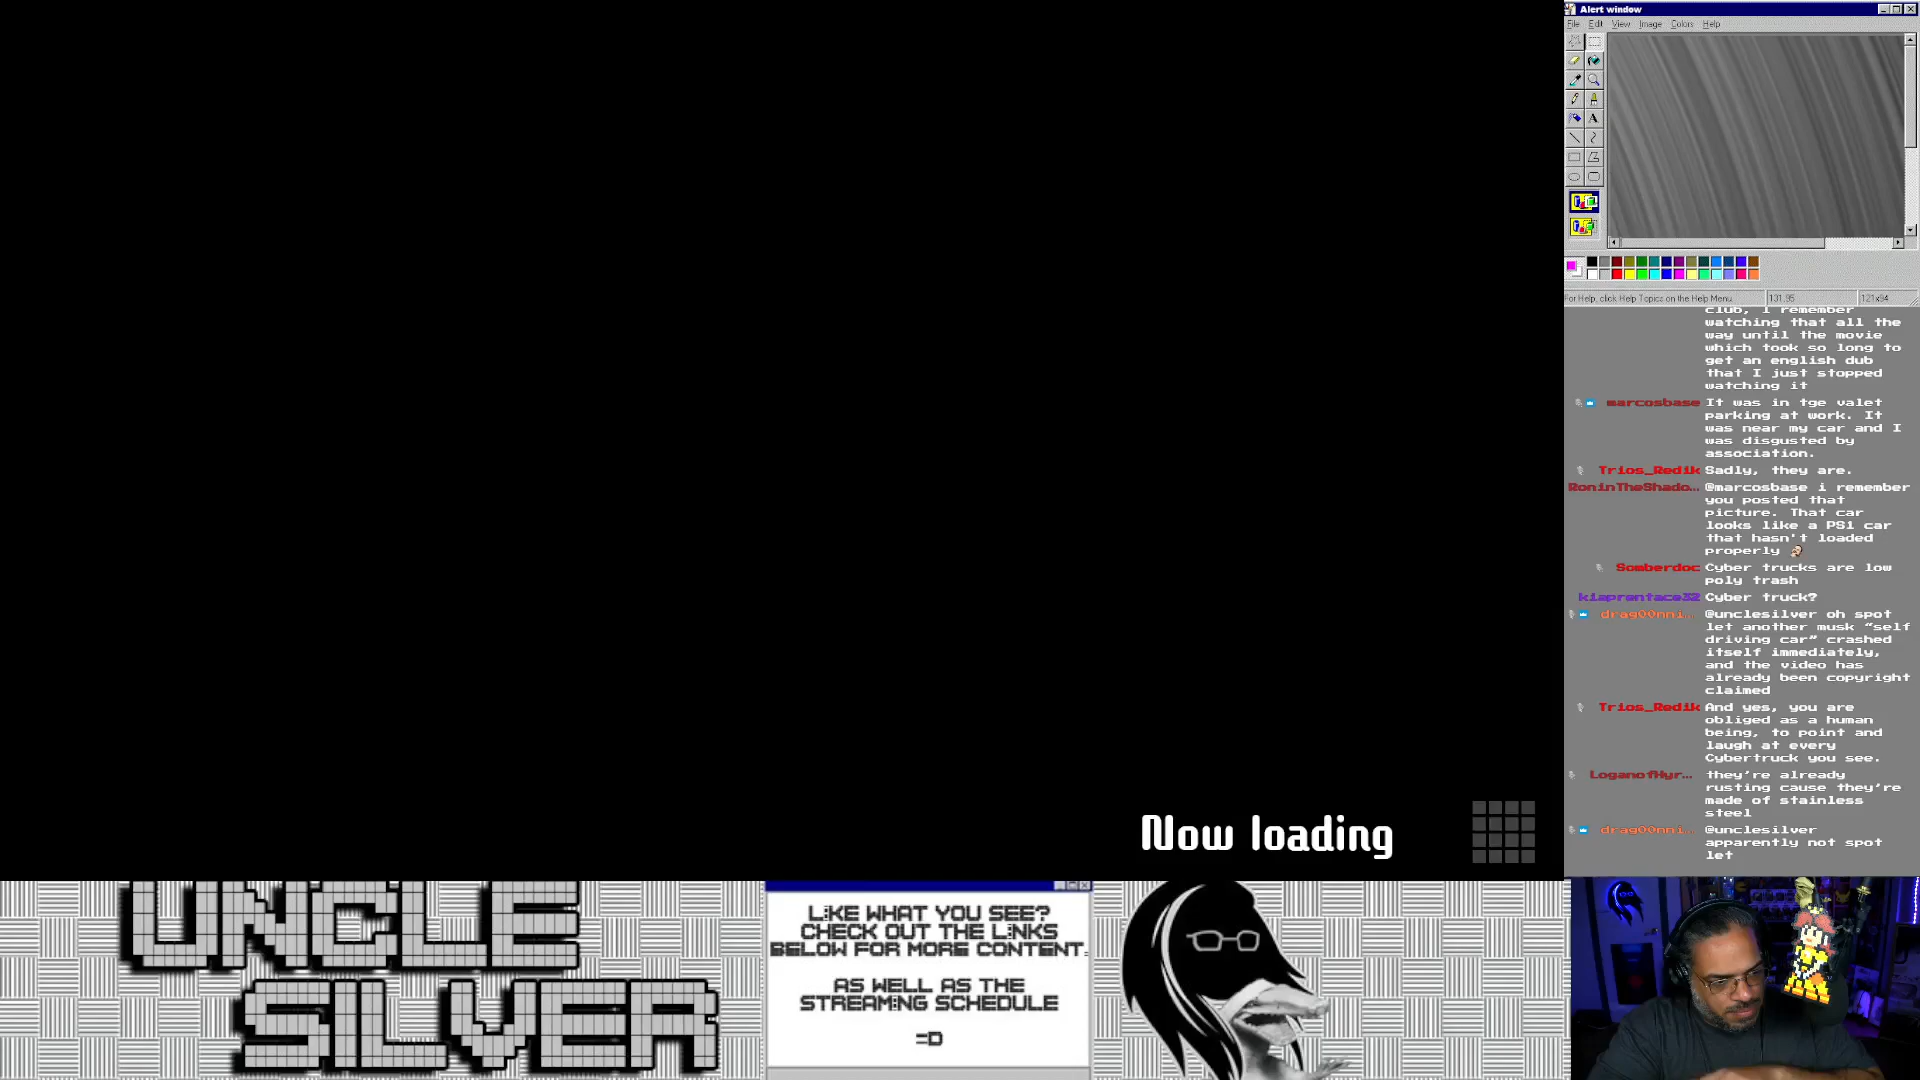 Alert window
File Edit View Image Colors Help
For Help, click Help Topics on the Help Menu.
131,95
121x94
club, I remember
watching that all the
way until the movie
which took so long to
get an english dub
that I just stopped
watching it
marcosbase It was in tge valet
parking at work. It
was near my car and I
was disgusted by
association.
Trios_Redik Sadly, they are.
RoninTheShado... @marcosbase i remember
you posted that
picture. That car
looks like a PS1 car
that hasn't loaded
properly
Somberdoc Cyber trucks are low
poly trash
kiaprentace32 Cyber truck?
drag00nni... @unclesilver oh spot
let another musk “self
driving car” crashed
itself immediately,
and the video has
already been copyright
claimed
Trios_Redik And yes, you are
obliged as a human
being, to point and
laugh at every
Cybertruck you see.
LoganofHyr... they're already
rusting cause they're
made of stainless
steel
drag00nni... @unclesilver
apparently not spot
let
Now loading
UNCLE
SILVER
LIKE WHAT YOU SEE?
CHECK OUT THE LINKS
BELOW FOR MORE CONTENT.
AS WELL AS THE
STREAMING SCHEDULE
=D